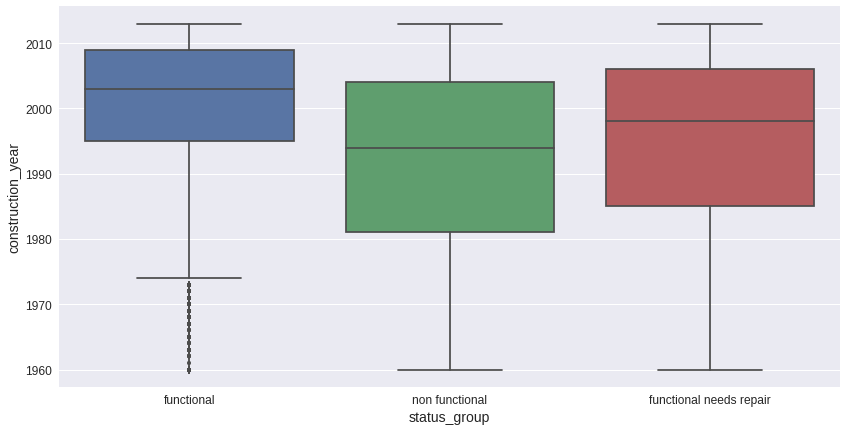 construction_year
2010
2000
1990
1980
1970
1960
functional
non functional
functional needs repair
status_group